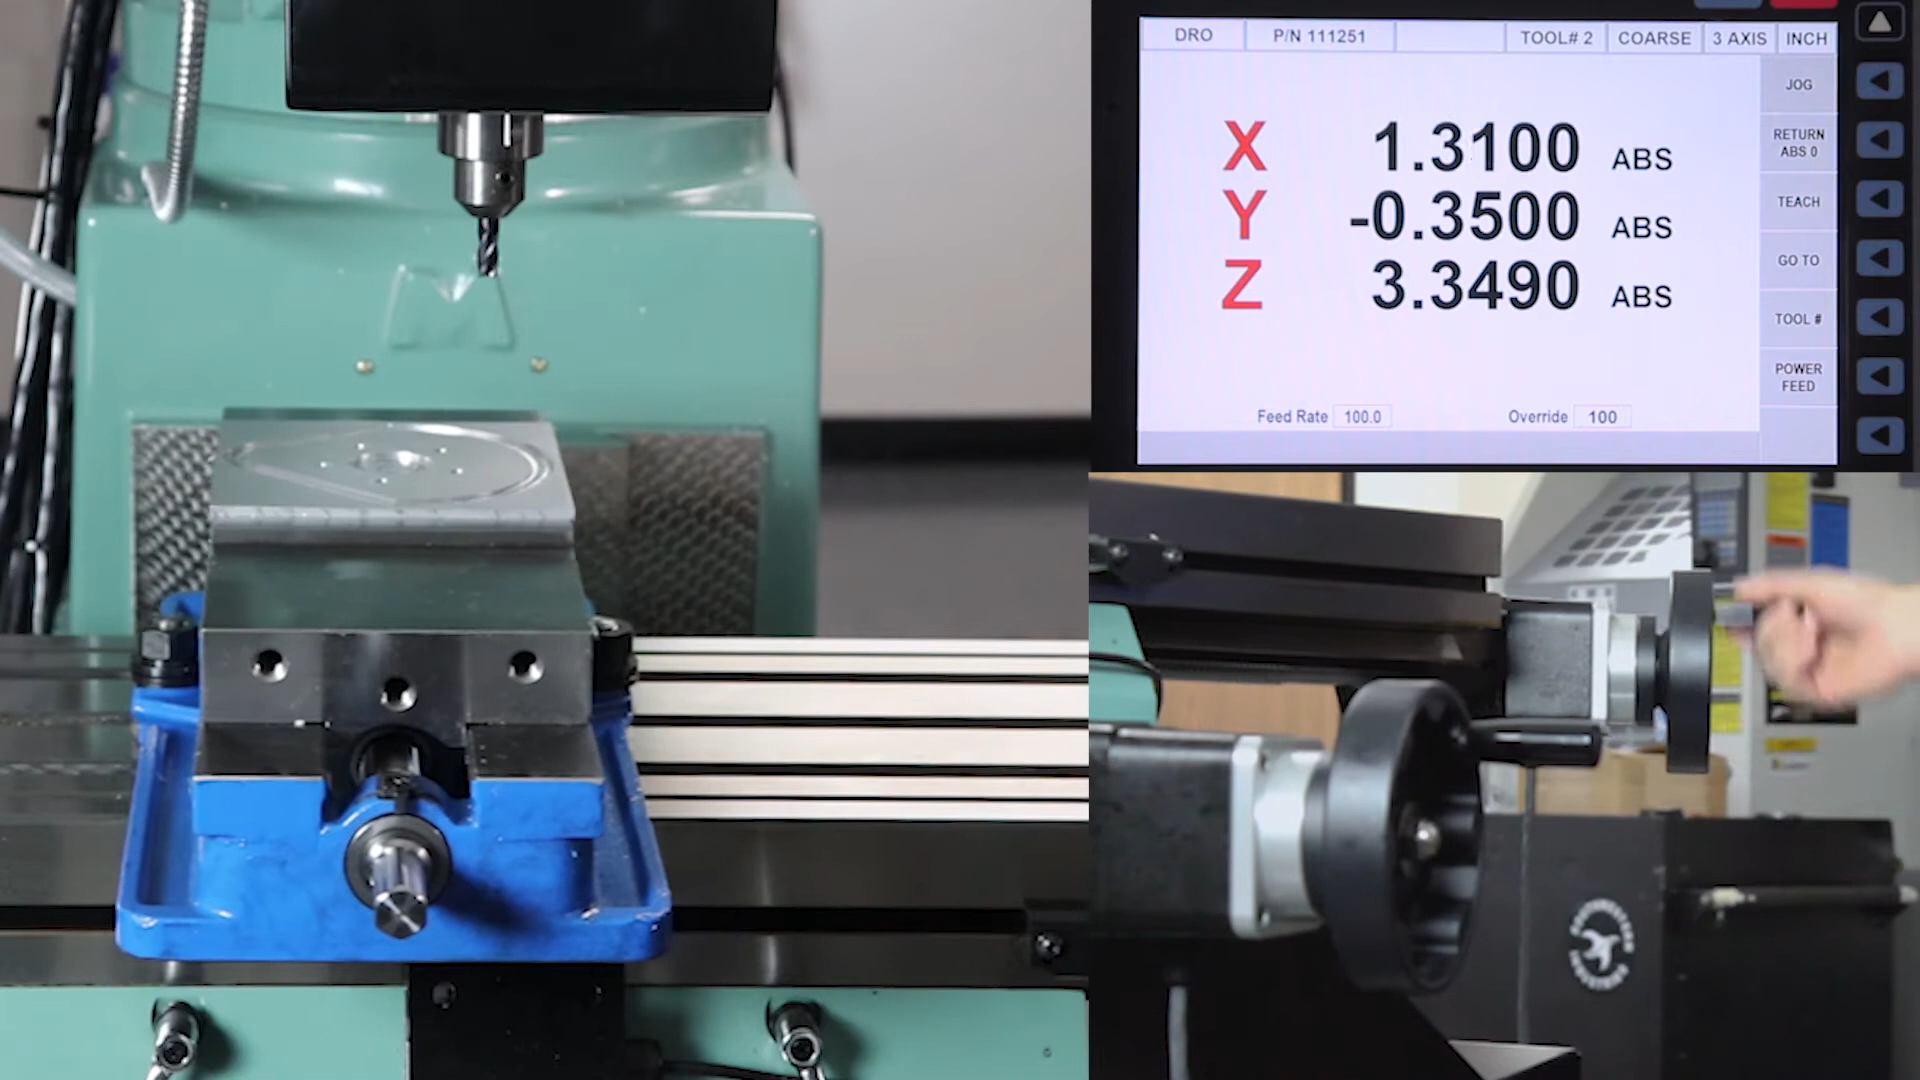 DRO P/N 111251 TOOL# 2 COARSE 3 AXIS INCH
JOG
X 1.3100 ABS
RETURN
ABS 0
Y -0.3500 ABS
TEACH
Z 3.3490 ABS
GO TO
TOOL #
POWER
FEED
Feed Rate 100.0 Override 100